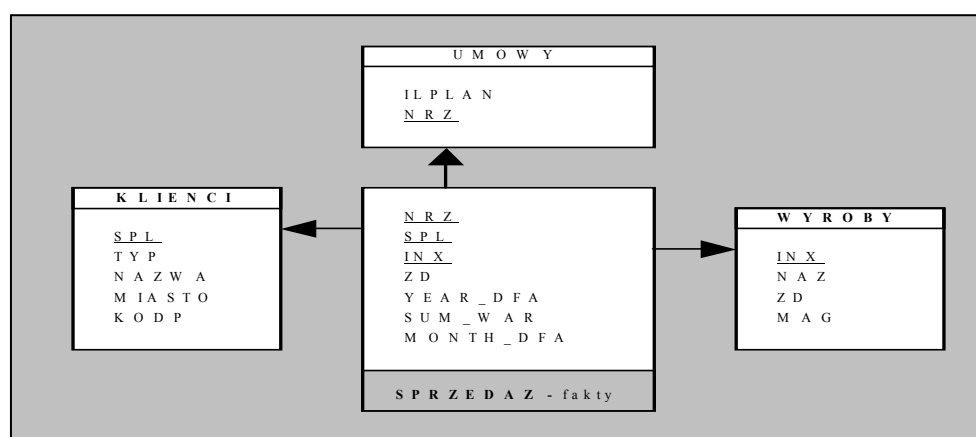 UMOWY
ILPLAN
NRZ
KLIENCI
SPL
TYP
NAZWA
MIASTO
KODP
NRZ
SPL
INX
ZD
YEAR_DFA
SUM_WAR
MONTH_DFA
SPRZEDAZ - fakty
WYROBY
INX
NAZ
ZD
MAG